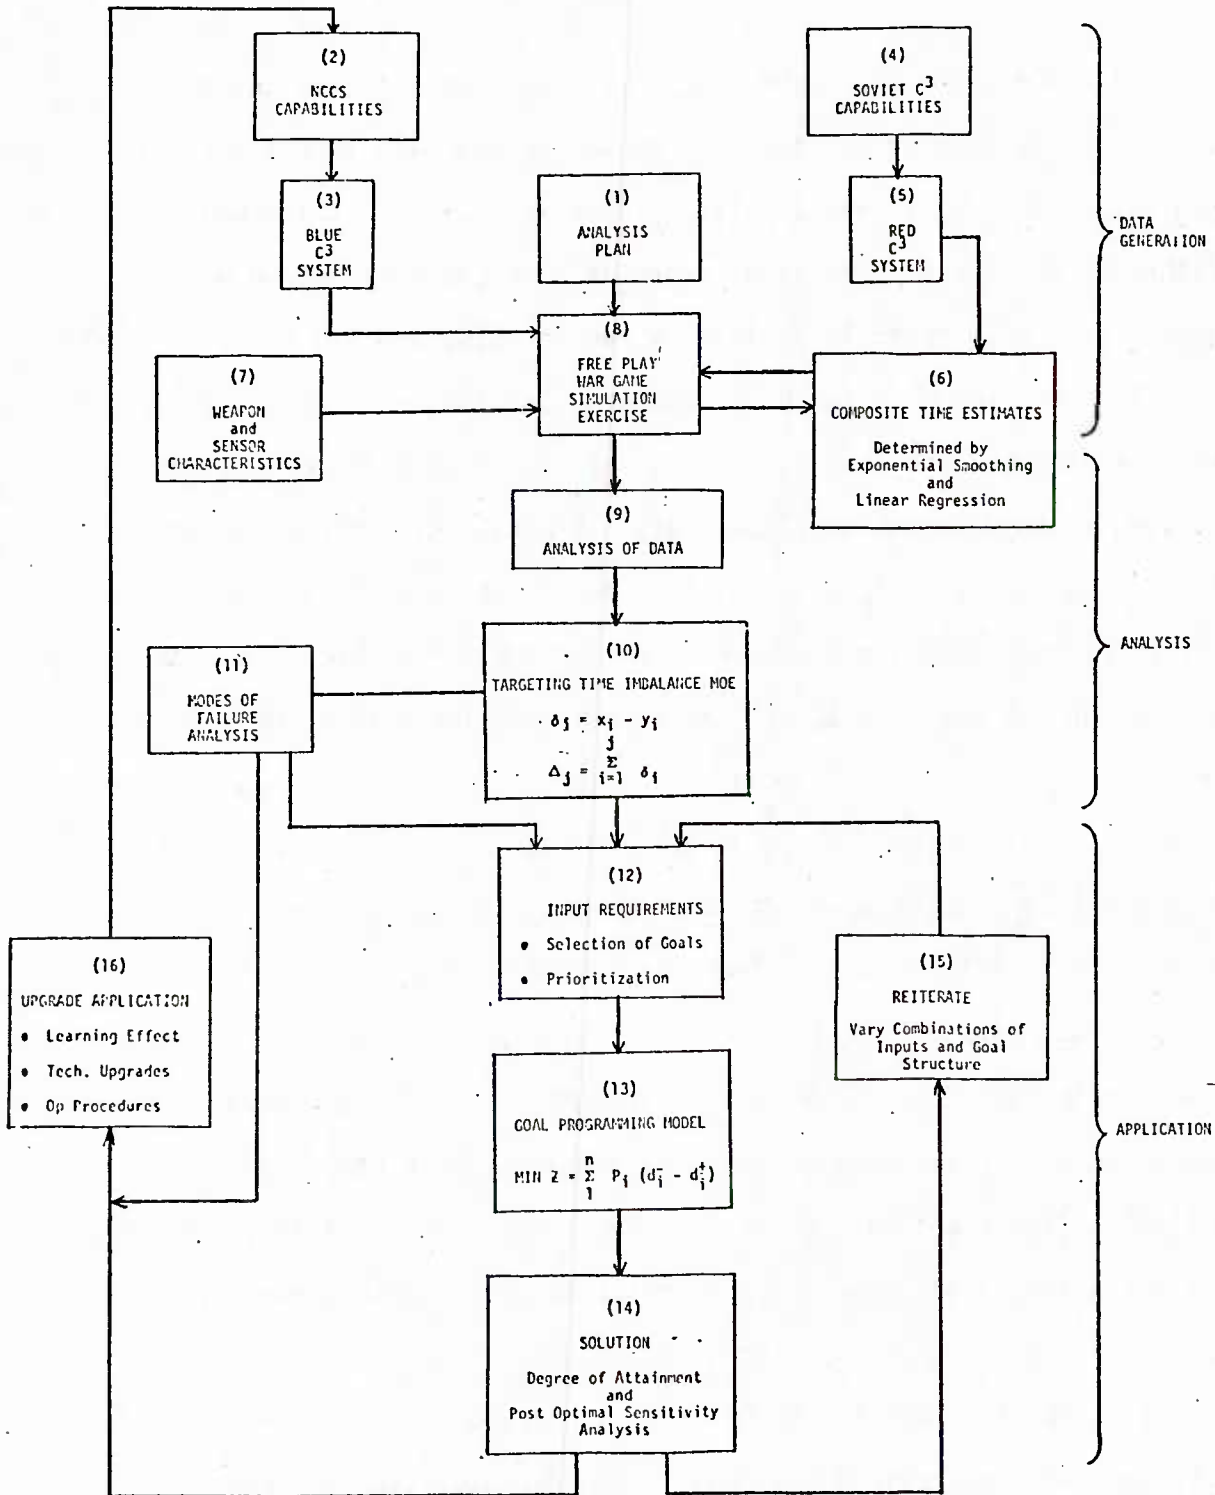 (2)
NCCS
CAPABILITIES
(4)
SOVIET C3
CAPABILITIES
(3)
BLUE
C3
SYSTEM
(1)
ANALYSIS
PLAN
(5)
RED
C3
SYSTEM
DATA
GENERATION
(7)
WEAPON
and
SENSOR
CHARACTERISTICS
(8)
FREE PLAY
WAR GAME
SIMULATION
EXERCISE
(6)
COMPOSITE TIME ESTIMATES
Determined by
Exponential Smoothing
and
Linear Regression
(9)
ANALYSIS OF DATA
(11)
MODES OF
FAILURE
ANALYSIS
(10)
TARGETING TIME IMBALANCE MOE
δj = xi - yi
j
Δj = Σ δi
i=1
ANALYSIS
(12)
INPUT REQUIREMENTS
• Selection of Goals
• Prioritization
(16)
UPGRADE APPLICATION
• Learning Effect
• Tech. Upgrades
• Op Procedures
(15)
REITERATE
Vary Combinations of
Inputs and Goal
Structure
(13)
GOAL PROGRAMMING MODEL
n
MIN Z = Σ Pi (di- - di+)
1
APPLICATION
(14)
SOLUTION
Degree of Attainment
and
Post Optimal Sensitivity
Analysis